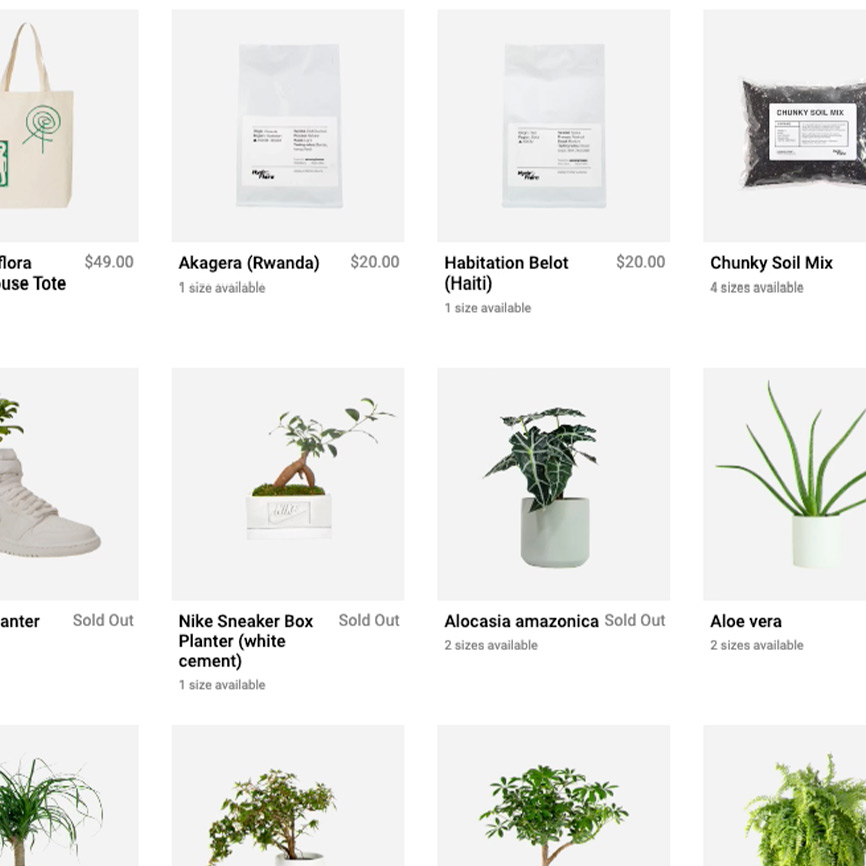 CHUNKY SOIL MIX
flora $49.00
ouse Tote
Akagera (Rwanda) $20.00
1 size available
Habitation Belot $20.00
(Haiti)
1 size available
Chunky Soil Mix
4 sizes available
anter Sold Out
Nike Sneaker Box Sold Out
Planter (white
cement)
1 size available
Alocasia amazonica Sold Out
2 sizes available
Aloe vera
2 sizes available